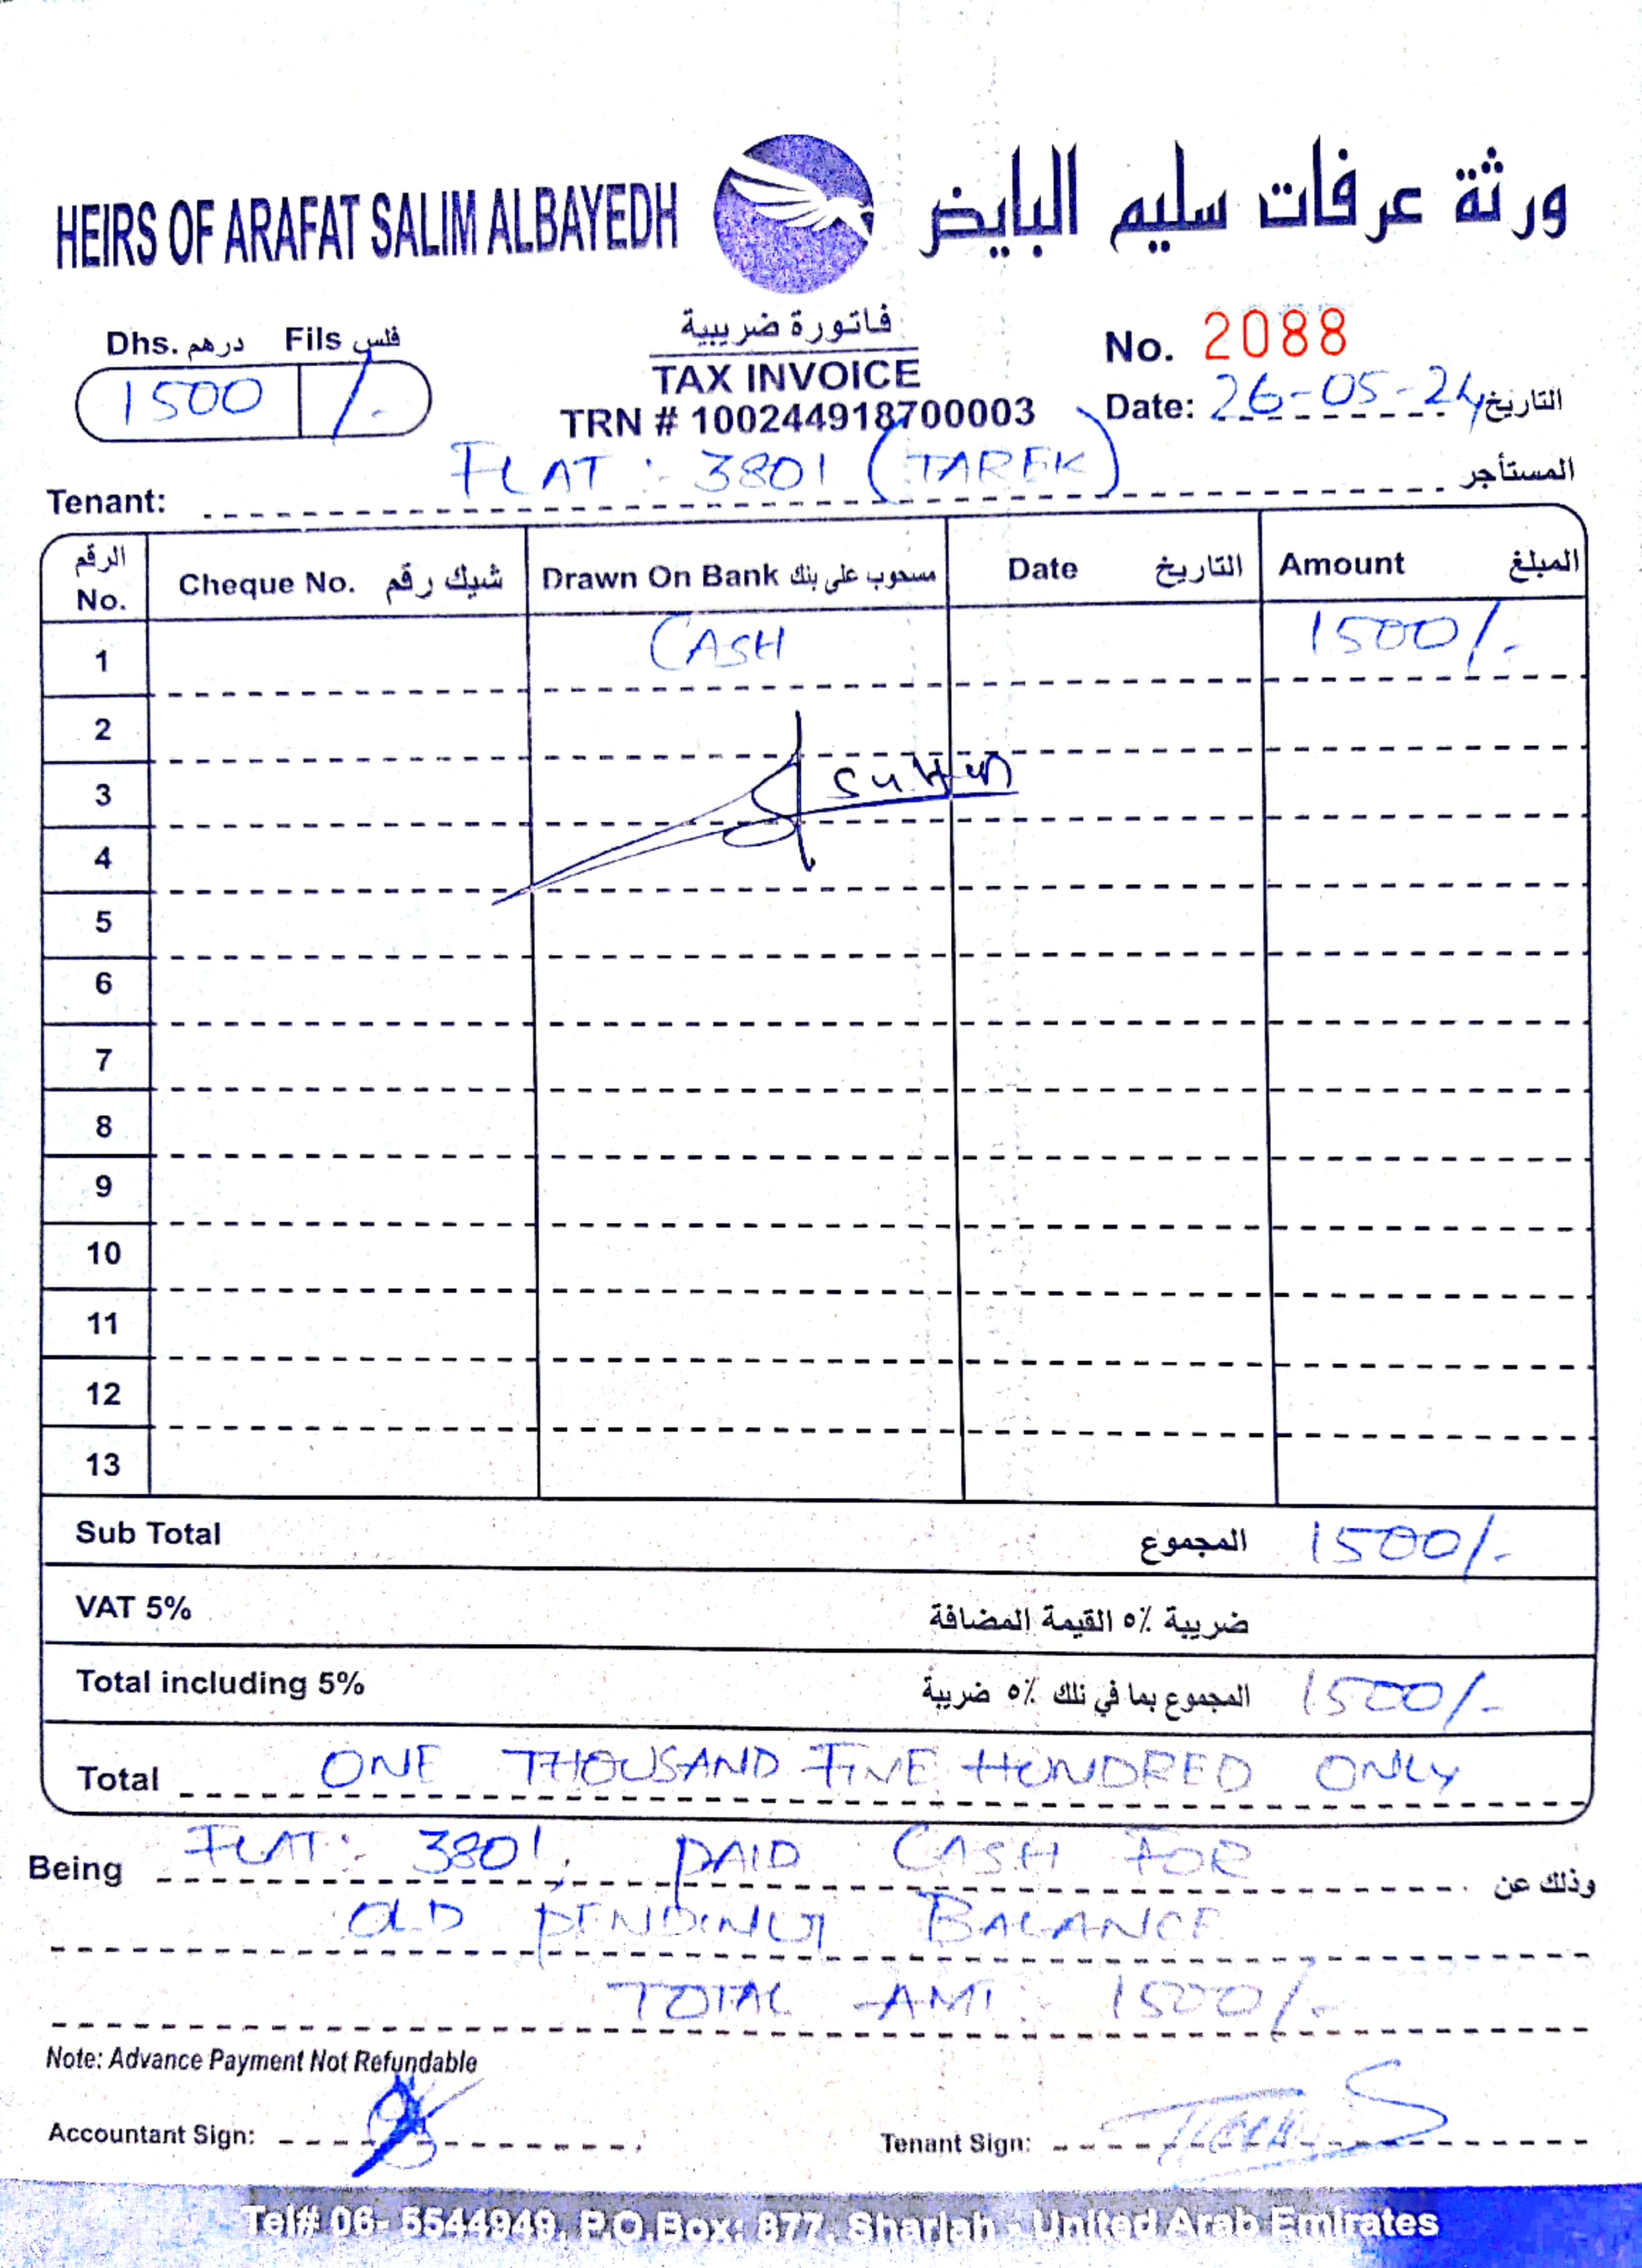 HEIRS OF ARAFAT SALIM ALBAYEDH ورثة عرفات سليم البايض
Dhs. درهم Fils فلس
1500 /-
فاتورة ضريبية
TAX INVOICE
TRN # 100244918700003
No. 2088
Date: 26-05-24 التاريخ
Tenant: FLAT: 3801 (TAREK) المستأجر
الرقم No. Cheque No. شيك رقم Drawn On Bank مسحوب على بنك Date التاريخ Amount المبلغ
1 CASH 1500/-
2
3
4
5
6
7
8
9
10
11
12
13
Sub Total المجموع 1500/-
VAT 5% ضريبة ٥٪ القيمة المضافة
Total including 5% المجموع بما في ذلك ٥٪ ضريبة 1500/-
Total ONE THOUSAND FIVE HUNDRED ONLY
Being FLAT: 3801, PAID CASH FOR وذلك عن
OLD PENDING BALANCE
TOTAL AMT: 1500/-
Note: Advance Payment Not Refundable
Accountant Sign: Tenant Sign:
Tel# 06- 5544949, P.O.Box: 877, Sharjah - United Arab Emirates